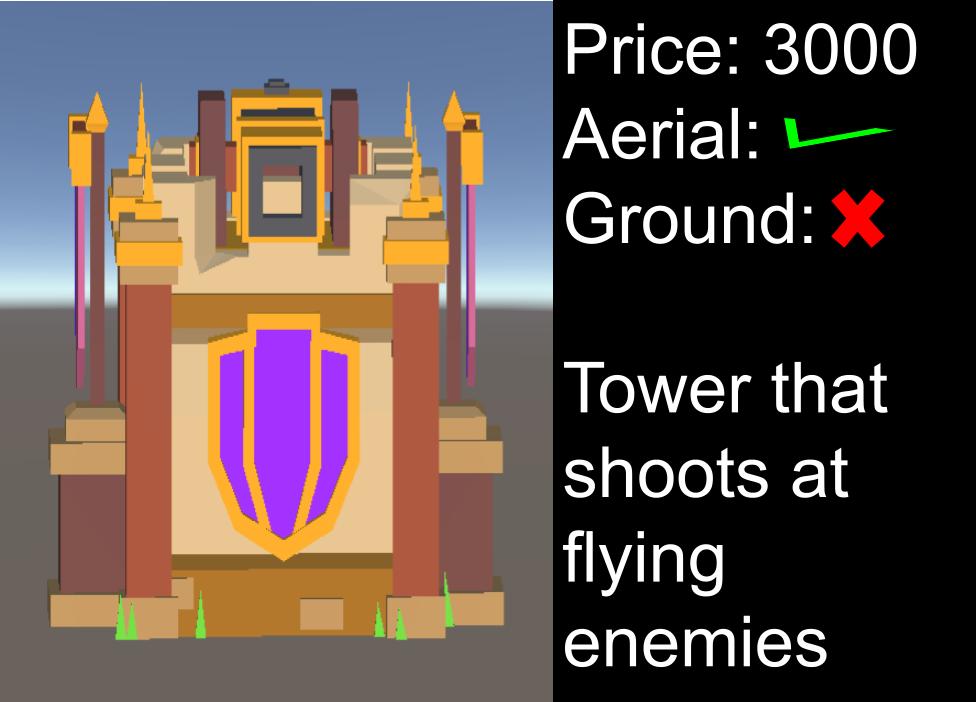 Price: 3000
Aerial:
Ground:
Tower that
shoots at
flying
enemies